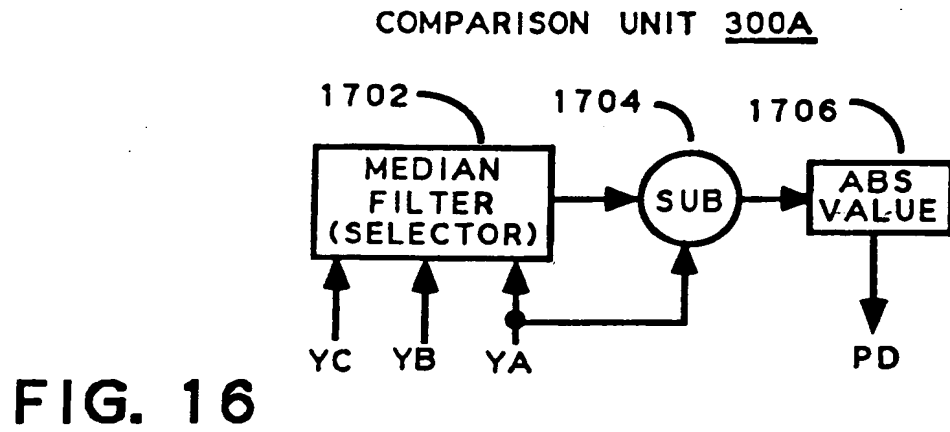 COMPARISON UNIT 300A
1702
1704
1706
MEDIAN
FILTER
(SELECTOR)
SUB
ABS
VALUE
YC
YB
YA
PD
FIG. 16